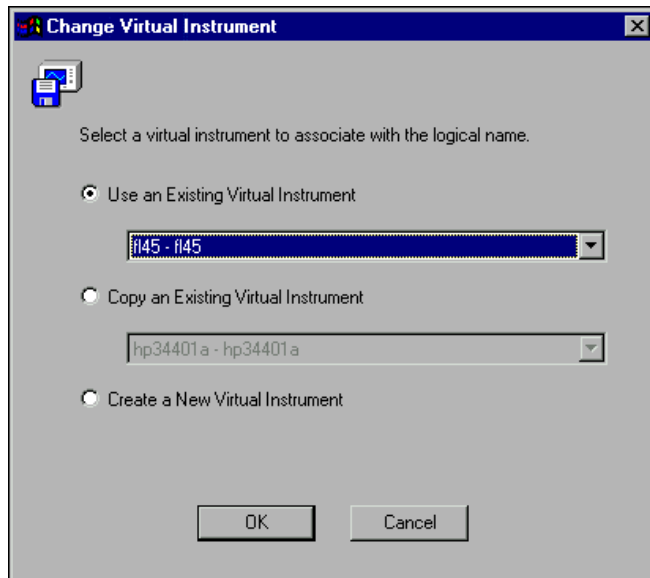 Change Virtual Instrument
Select a virtual instrument to associate with the logical name.
Use an Existing Virtual Instrument
fl45 - fl45
Copy an Existing Virtual Instrument
hp34401a - hp34401a
Create a New Virtual Instrument
OK
Cancel